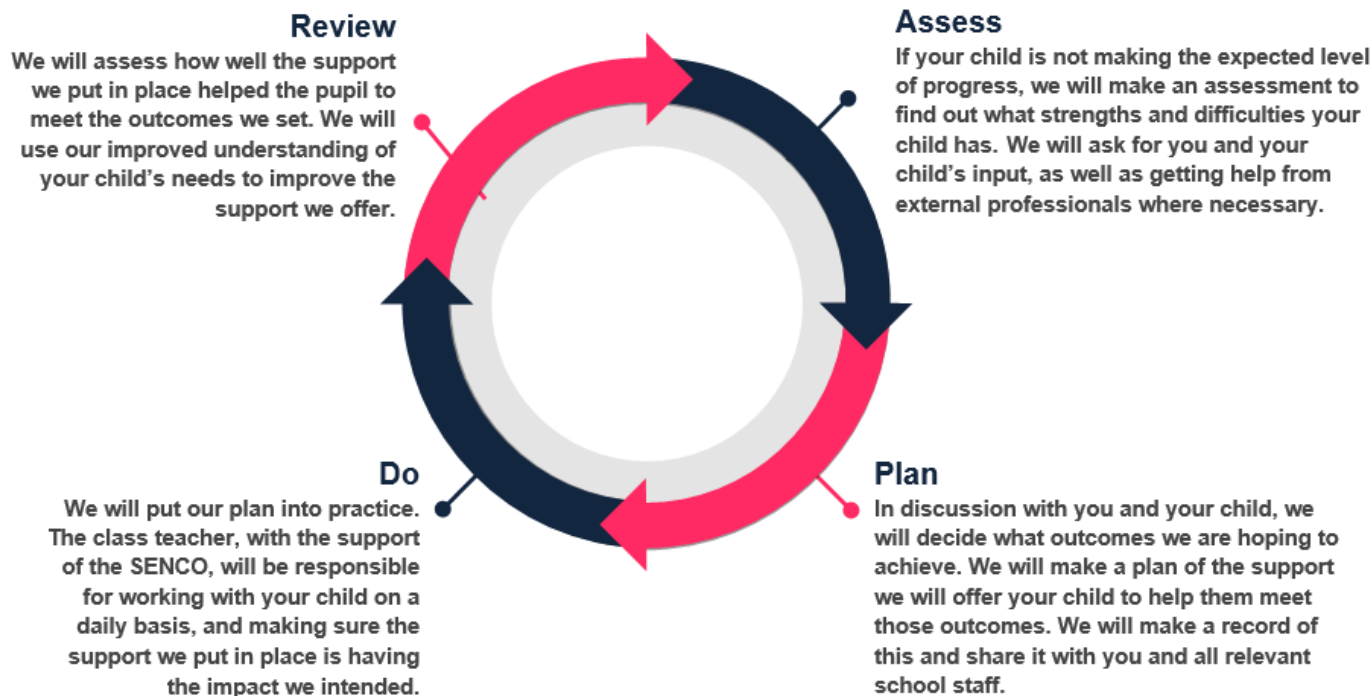 Review
We will assess how well the support
we put in place helped the pupil to
meet the outcomes we set. We will
use our improved understanding of
your child's needs to improve the
support we offer.
Assess
If your child is not making the expected level
of progress, we will make an assessment to
find out what strengths and difficulties your
child has. We will ask for you and your
child's input, as well as getting help from
external professionals where necessary.
Do
We will put our plan into practice.
The class teacher, with the support
of the SENCO, will be responsible
for working with your child on a
daily basis, and making sure the
support we put in place is having
the impact we intended.
Plan
In discussion with you and your child, we
will decide what outcomes we are hoping to
achieve. We will make a plan of the support
we will offer your child to help them meet
those outcomes. We will make a record of
this and share it with you and all relevant
school staff.